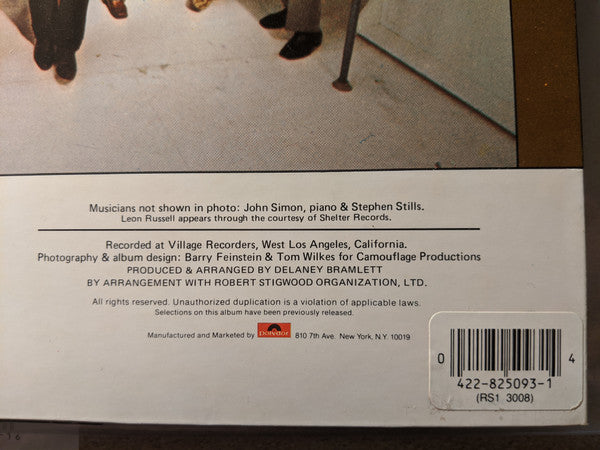 Musicians not shown in photo: John Simon, piano & Stephen Stills.
Leon Russell appears through the courtesy of Shelter Records.
Recorded at Village Recorders, West Los Angeles, California.
Photography & album design: Barry Feinstein & Tom Wilkes for Camouflage Productions
PRODUCED & ARRANGED BY DELANEY BRAMLETT
BY ARRANGEMENT WITH ROBERT STIGWOOD ORGANIZATION, LTD.
All rights reserved. Unauthorized duplication is a violation of applicable laws.
Selections on this album have been previously released.
Manufactured and Marketed by Polydor 810 7th Ave. New York, N.Y. 10019
0 4
422-825093-1
(RS1 3008)